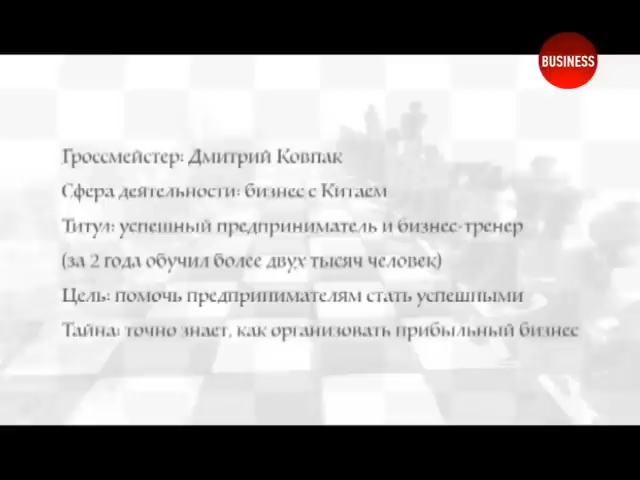 BUSINESS
Гроссмейстер: Дмитрий Ковпак
Сфера деятельности: бизнес с Китаем
Титул: успешный предприниматель и бизнес-тренер
(за 2 года обучил более двух тысяч человек)
Цель: помочь предпринимателям стать успешными
Тайна: точно знает, как организовать прибыльный бизнес